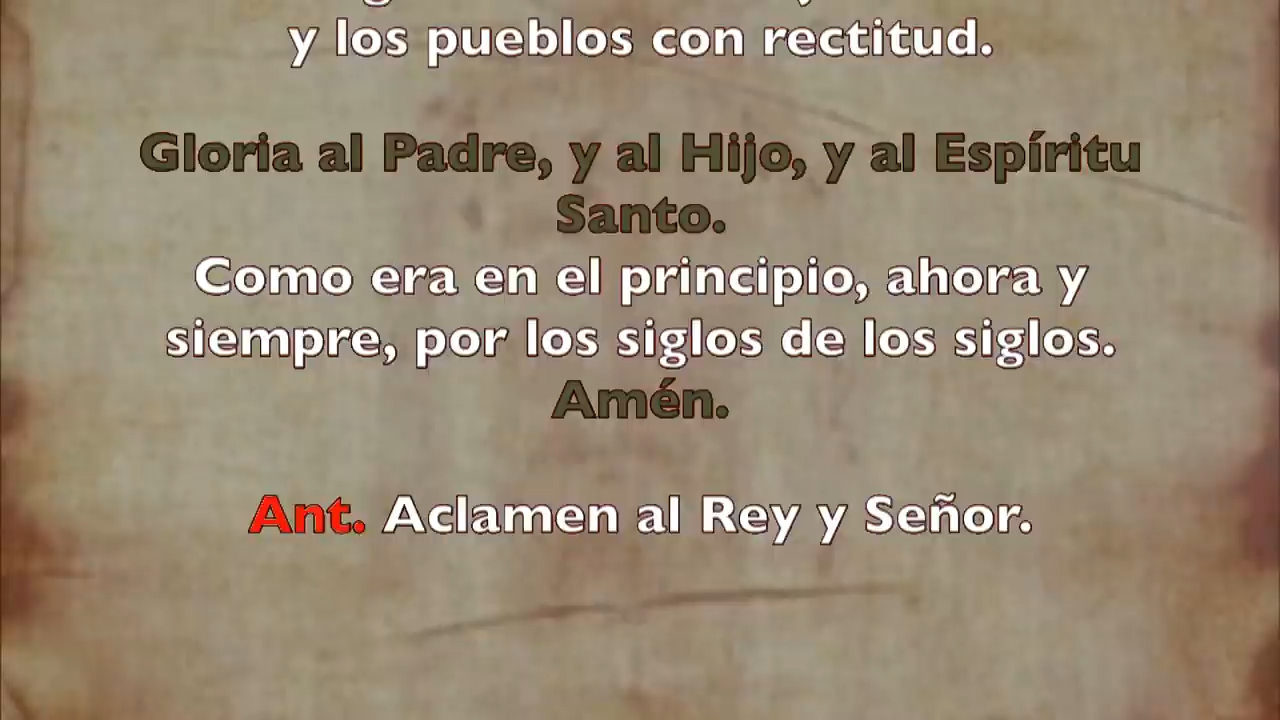 y los pueblos con rectitud.
Gloria al Padre, y al Hijo, y al Espíritu
Santo.
Como era en el principio, ahora y
siempre, por los siglos de los siglos.
Amén.
Ant. Aclamen al Rey y Señor.